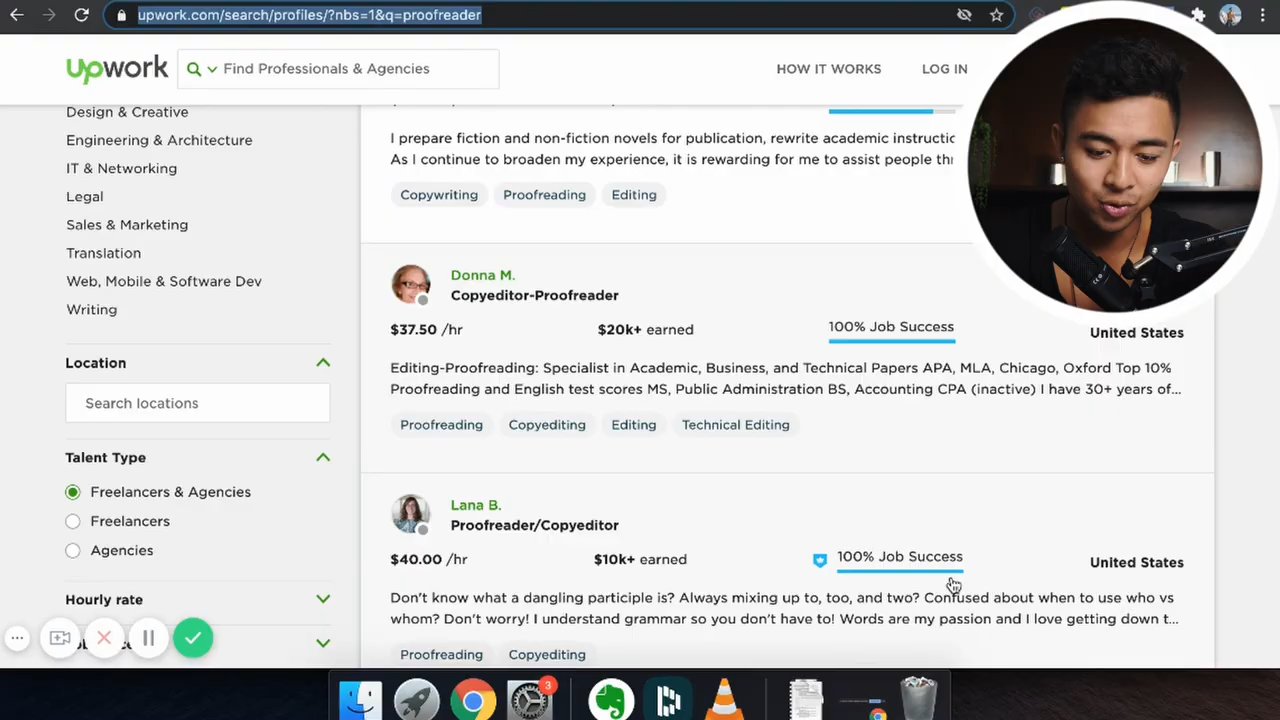 upwork.com/search/profiles/?nbs=1&q=proofreader
upwork
Find Professionals & Agencies
HOW IT WORKS
LOG IN
Design & Creative
Engineering & Architecture
IT & Networking
Legal
Sales & Marketing
Translation
Web, Mobile & Software Dev
Writing
Location
Search locations
Talent Type
Freelancers & Agencies
Freelancers
Agencies
Hourly rate
I prepare fiction and non-fiction novels for publication, rewrite academic instructio
As I continue to broaden my experience, it is rewarding for me to assist people thr
Copywriting
Proofreading
Editing
Donna M.
Copyeditor-Proofreader
$37.50 /hr
$20k+ earned
100% Job Success
United States
Editing-Proofreading: Specialist in Academic, Business, and Technical Papers APA, MLA, Chicago, Oxford Top 10%
Proofreading and English test scores MS, Public Administration BS, Accounting CPA (inactive) I have 30+ years of...
Proofreading
Copyediting
Editing
Technical Editing
Lana B.
Proofreader/Copyeditor
$40.00 /hr
$10k+ earned
100% Job Success
United States
Don't know what a dangling participle is? Always mixing up to, too, and two? Confused about when to use who vs
whom? Don't worry! I understand grammar so you don't have to! Words are my passion and I love getting down t...
Proofreading
Copyediting
3